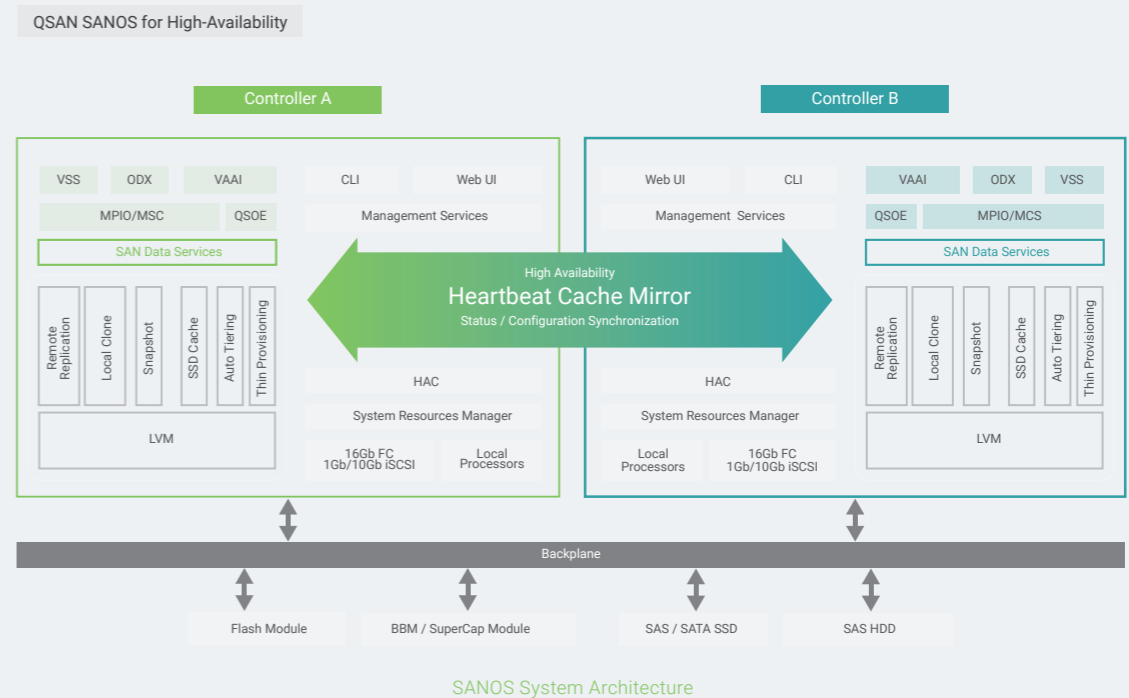 QSAN SANOS for High-Availability
Controller A
Controller B
VSS
ODX
VAAI
CLI
Web UI
MPIO/MSC
QSOE
Management Services
SAN Data Services
Web UI
CLI
VAAI
ODX
VSS
Management Services
QSOE
MPIO/MCS
SAN Data Services
High Availability
Heartbeat Cache Mirror
Status / Configuration Synchronization
Remote
Replication
Local Clone
Snapshot
SSD Cache
Auto Tiering
Thin Provisioning
LVM
HAC
System Resources Manager
16Gb FC
1Gb/10Gb iSCSI
Local
Processors
HAC
System Resources Manager
Local
Processors
16Gb FC
1Gb/10Gb iSCSI
Remote
Replication
Local Clone
Snapshot
SSD Cache
Auto Tiering
Thin Provisioning
LVM
Backplane
Flash Module
BBM / SuperCap Module
SAS / SATA SSD
SAS HDD
SANOS System Architecture